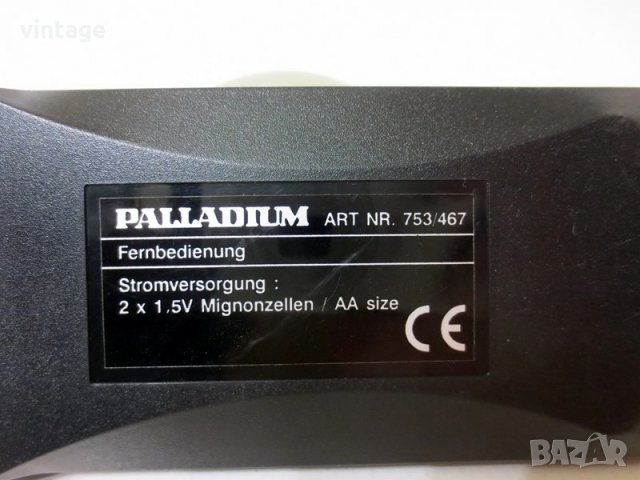 vintage
PALLADIUM ART NR. 753/467
Fernbedienung
Stromversorgung :
2 x 1,5V Mignonzellen / AA size
CE
BAZAR